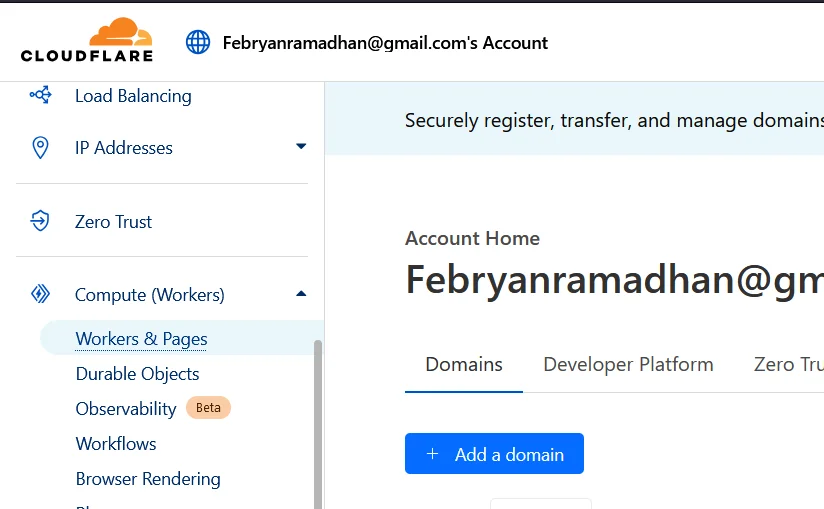 CLOUDFLARE
Febryanramadhan@gmail.com's Account
Load Balancing
IP Addresses
Zero Trust
Compute (Workers)
Workers & Pages
Durable Objects
Observability Beta
Workflows
Browser Rendering
Securely register, transfer, and manage domains
Account Home
Febryanramadhan@gm
Domains Developer Platform Zero Tru
+ Add a domain